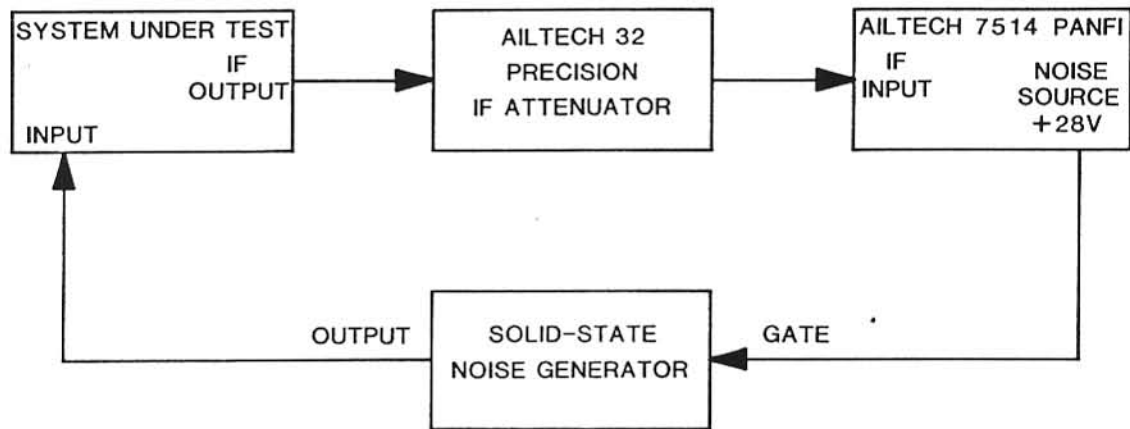 SYSTEM UNDER TEST
IF
OUTPUT
INPUT
AILTECH 32
PRECISION
IF ATTENUATOR
AILTECH 7514 PANFI
IF
INPUT
NOISE
SOURCE
+28V
OUTPUT
SOLID-STATE
NOISE GENERATOR
GATE